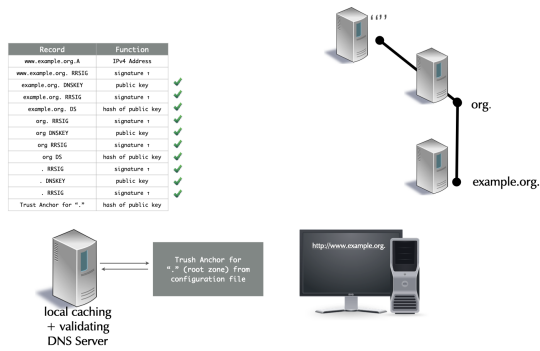 “”
Record Function
www.example.org.A IPv4 Address
www.example.org. RRSIG signature ↑
example.org. DNSKEY public key
example.org. RRSIG signature ↑
example.org. DS hash of public key
org. RRSIG signature ↑
org DNSKEY public key
org RRSIG signature ↑
org DS hash of public key
. RRSIG signature ↑
. DNSKEY public key
. RRSIG signature ↑
Trust Anchor for “.” hash of public key
org.
example.org.
Trush Anchor for
“.” (root zone) from
configuration file
http://www.example.org.
local caching
+ validating
DNS Server